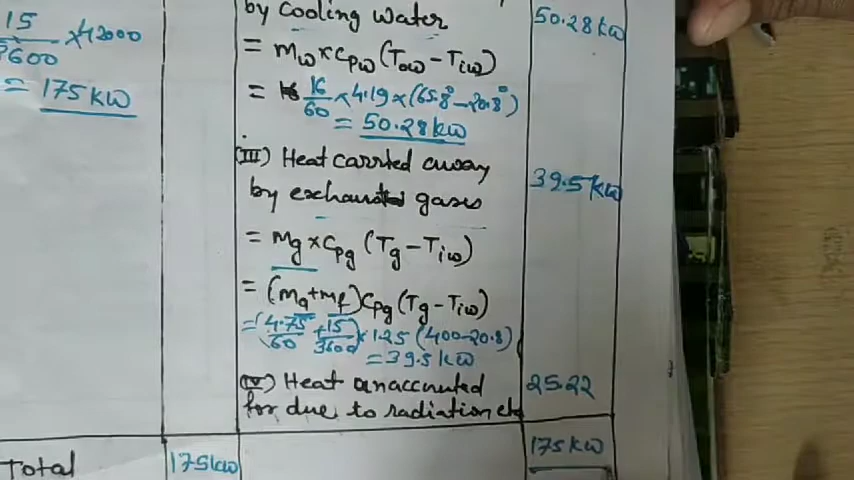 15/3600 × 42000
= 175 kW
by cooling water
50.28 kW
= mw × Cpw (Tow − Tiw)
= 16/60 × 4.19 × (65.8° − 20.8°)
= 50.28 kW
(III) Heat carried away
39.5 kW
by exhaust gases
= mg × Cpg (Tg − Tiw)
= (ma + mf) Cpg (Tg − Tiw)
= (4.75/60 + 15/3600) × 1.25 (400 − 20.8)
= 39.5 kW
(IV) Heat unaccunted
25.22
for due to radiation etc
175 kW
Total
175 kW